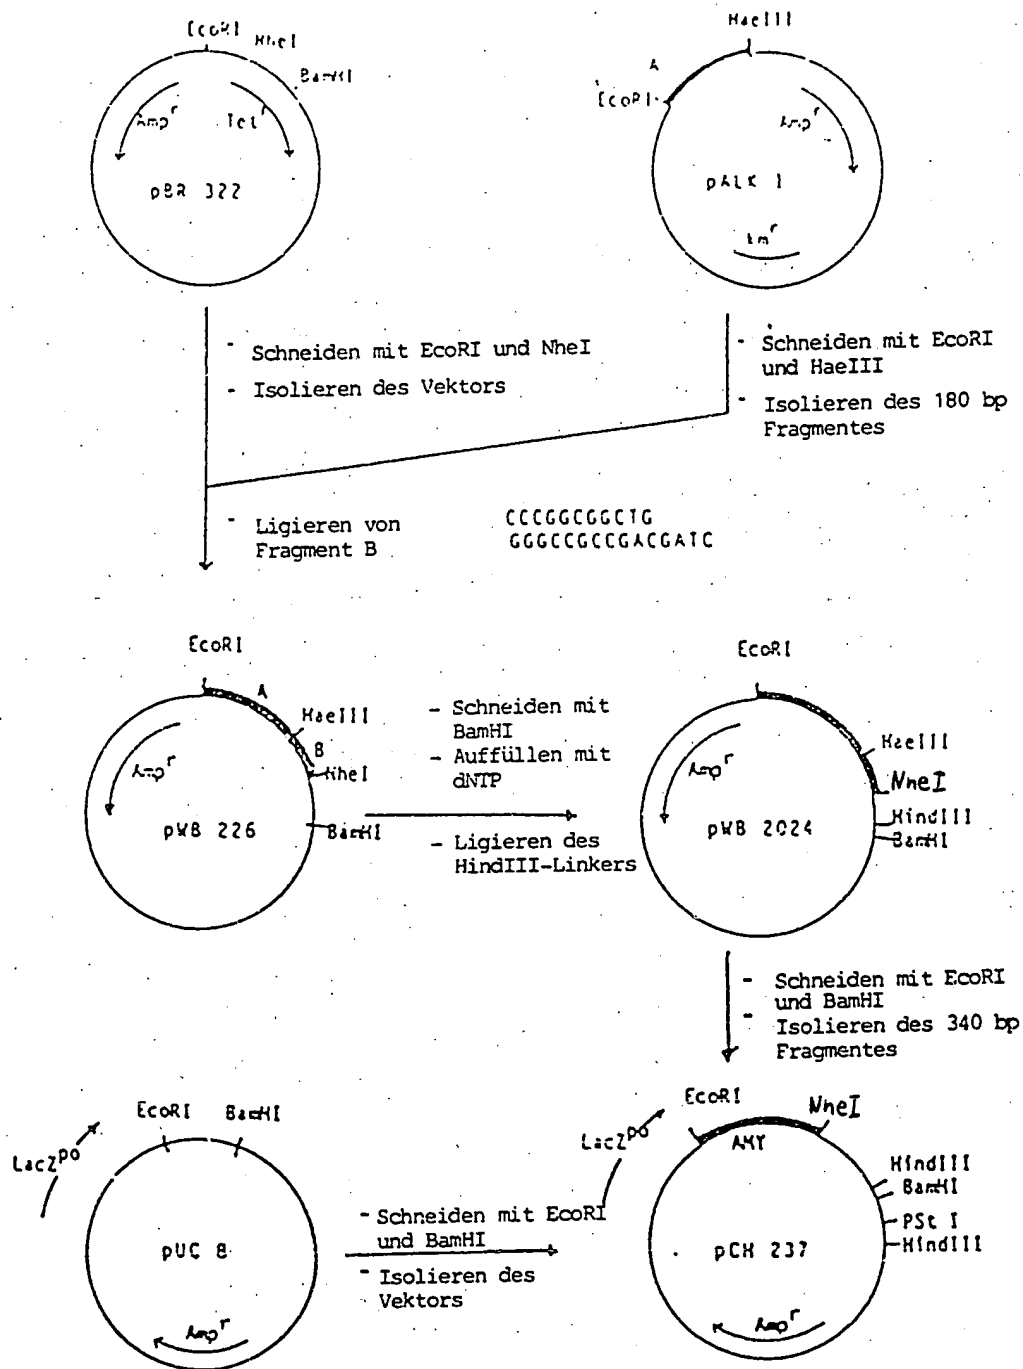 EcoRI
NheI
BamHI
Amp r
Tet r
pBR 322
HaeIII
A
EcoRI
Amp r
pALK 1
km r
- Schneiden mit EcoRI und NheI
- Isolieren des Vektors
- Schneiden mit EcoRI
und HaeIII
- Isolieren des 180 bp
Fragmentes
- Ligieren von
Fragment B
CCCGGCGGCTG
GGGCCGCCGACGATC
EcoRI
A
HaeIII
B
NheI
Amp r
pWB 226
BamHI
- Schneiden mit
BamHI
- Auffüllen mit
dNTP
- Ligieren des
HindIII-Linkers
EcoRI
HaeIII
NheI
Amp r
HindIII
pWB 2024
BamHI
- Schneiden mit EcoRI
und BamHI
- Isolieren des 340 bp
Fragmentes
EcoRI
BamHI
LacZ po
pUC 8
Amp r
- Schneiden mit EcoRI
und BamHI
- Isolieren des
Vektors
EcoRI
NheI
LacZ po
AMY
HindIII
BamHI
PSt I
HindIII
pCH 237
Amp r